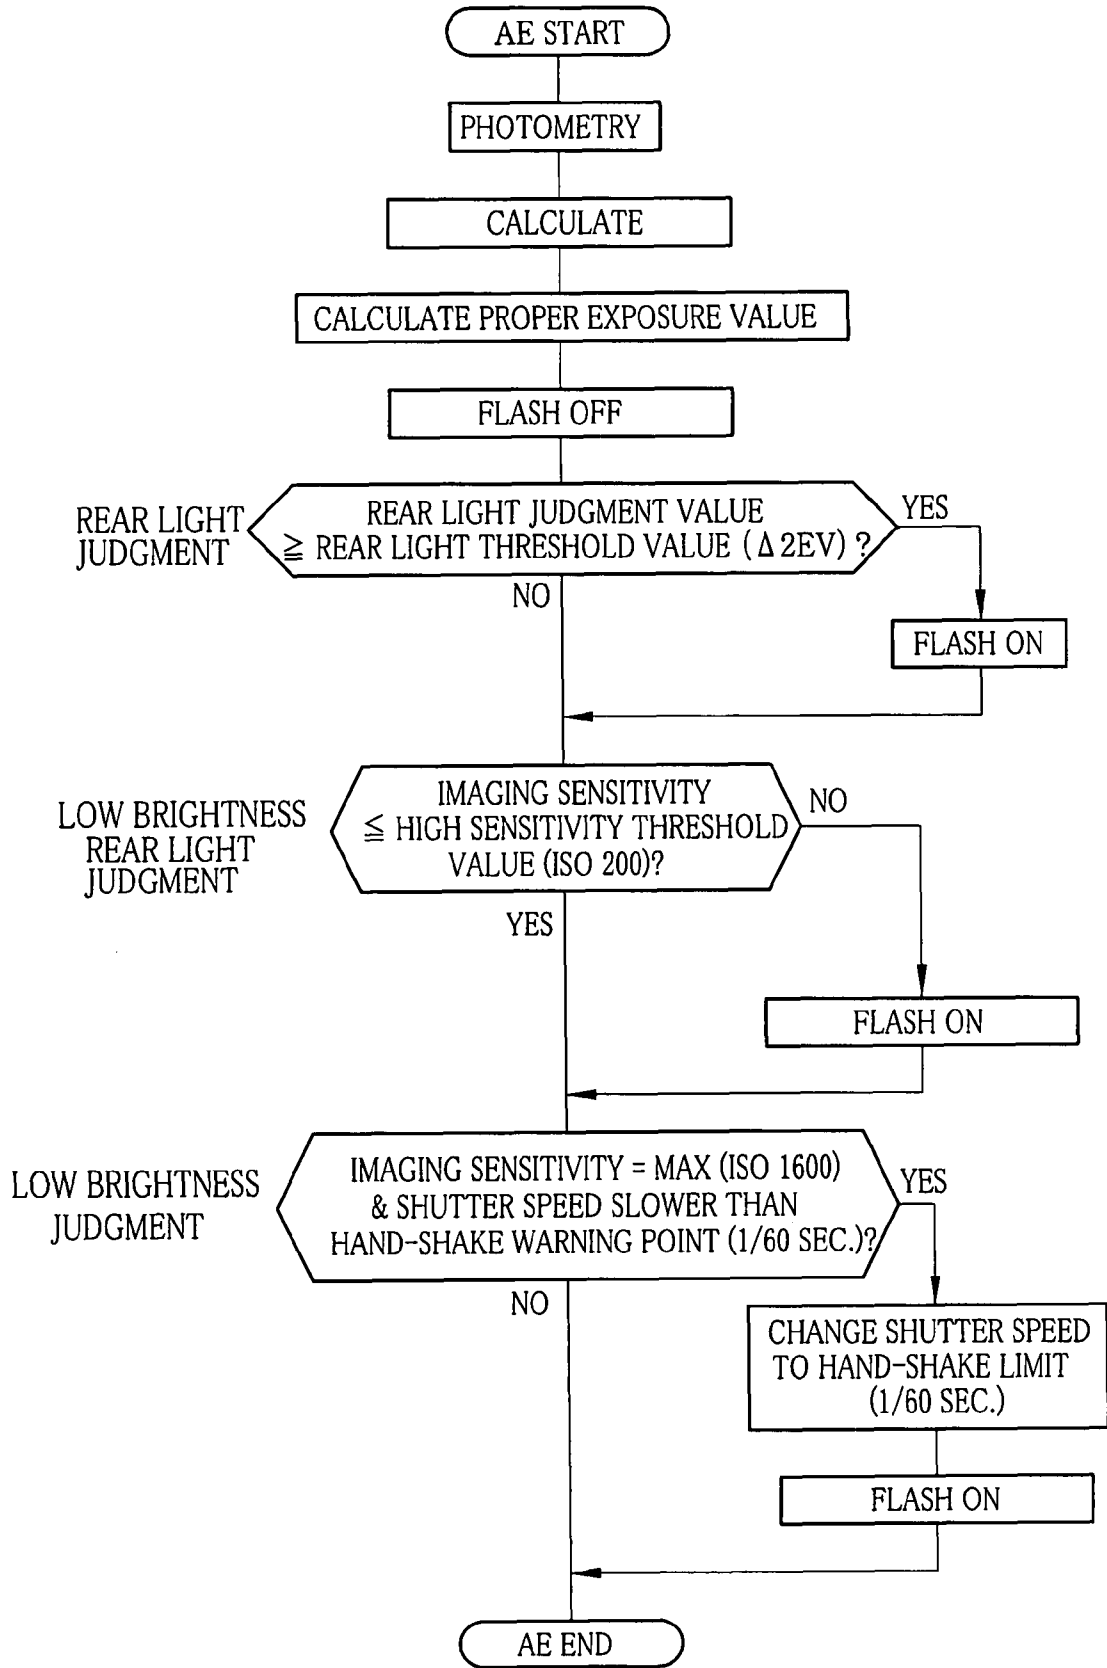 AE START
PHOTOMETRY
CALCULATE
CALCULATE PROPER EXPOSURE VALUE
FLASH OFF
REAR LIGHT
JUDGMENT
REAR LIGHT JUDGMENT VALUE
≧ REAR LIGHT THRESHOLD VALUE (Δ2EV) ?
YES
NO
FLASH ON
LOW BRIGHTNESS
REAR LIGHT
JUDGMENT
IMAGING SENSITIVITY
≦ HIGH SENSITIVITY THRESHOLD
VALUE (ISO 200)?
NO
YES
FLASH ON
LOW BRIGHTNESS
JUDGMENT
IMAGING SENSITIVITY = MAX (ISO 1600)
& SHUTTER SPEED SLOWER THAN
HAND-SHAKE WARNING POINT (1/60 SEC.)?
YES
NO
CHANGE SHUTTER SPEED
TO HAND-SHAKE LIMIT
(1/60 SEC.)
FLASH ON
AE END